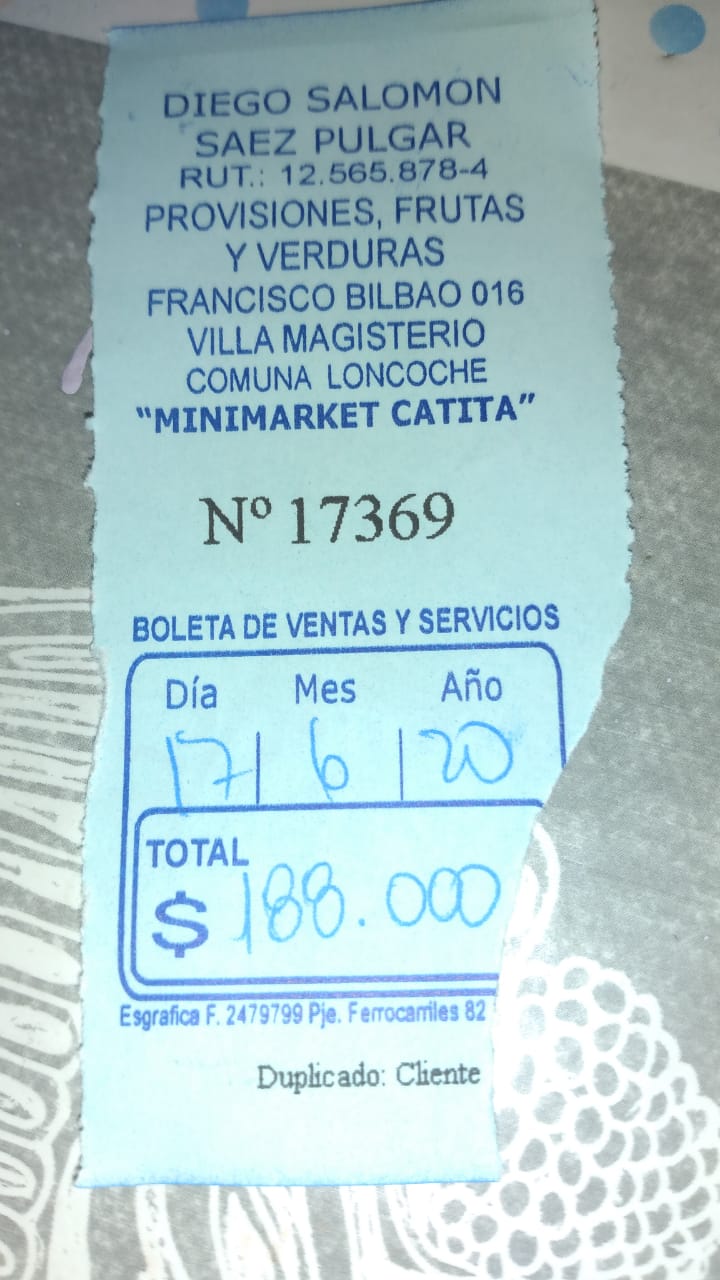 DIEGO SALOMON
SAEZ PULGAR
RUT.: 12.565.878-4
PROVISIONES, FRUTAS
Y VERDURAS
FRANCISCO BILBAO 016
VILLA MAGISTERIO
COMUNA LONCOCHE
"MINIMARKET CATITA"
Nº 17369
BOLETA DE VENTAS Y SERVICIOS
Día Mes Año
17 | 6 | 20
TOTAL
$ 188.000
Esgrafica F. 2479799 Pje. Ferrocarriles 82
Duplicado: Cliente